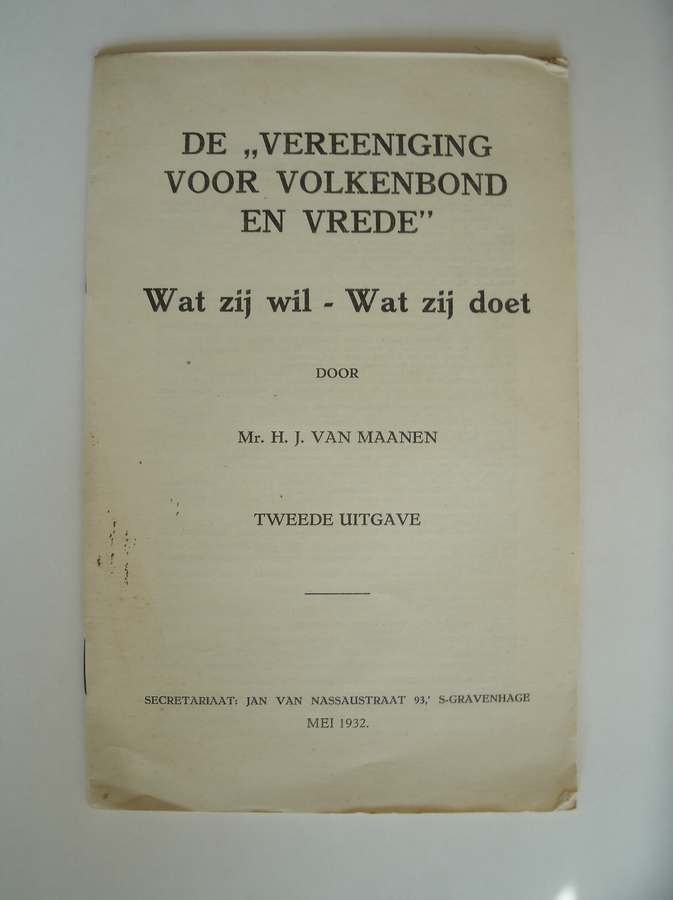 DE „VEREENIGING
VOOR VOLKENBOND
EN VREDE”
Wat zij wil - Wat zij doet
DOOR
Mr. H. J. VAN MAANEN
TWEEDE UITGAVE
SECRETARIAAT: JAN VAN NASSAUSTRAAT 93,' S-GRAVENHAGE
MEI 1932.